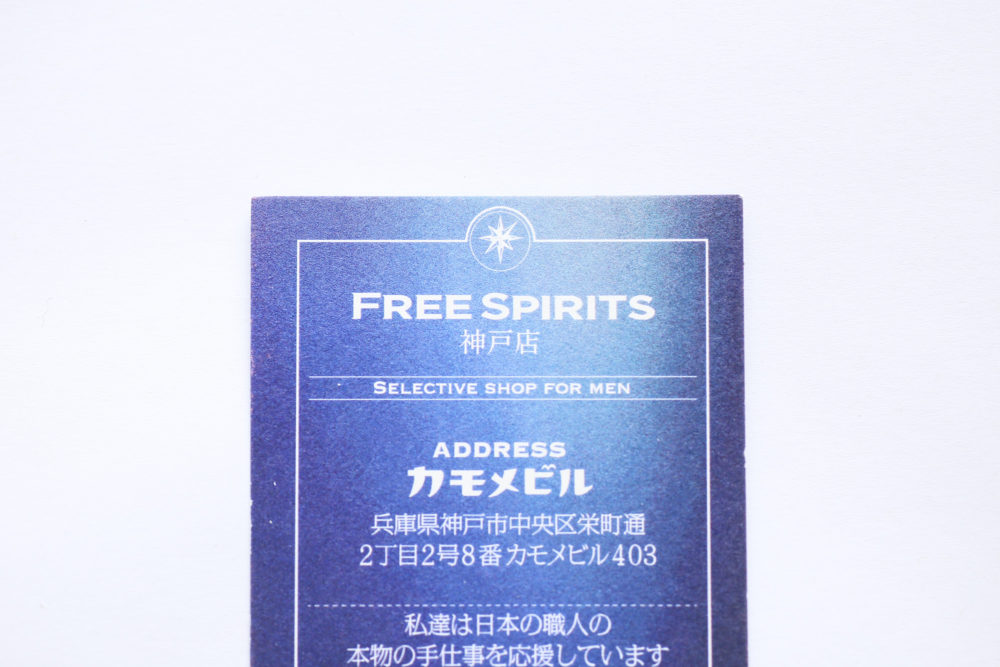 FREE SPIRITS
神戸店
SELECTIVE SHOP FOR MEN
ADDRESS
カモメビル
兵庫県神戸市中央区栄町通
2丁目2号8番カモメビル403
私達は日本の職人の
本物の手仕事を応援しています